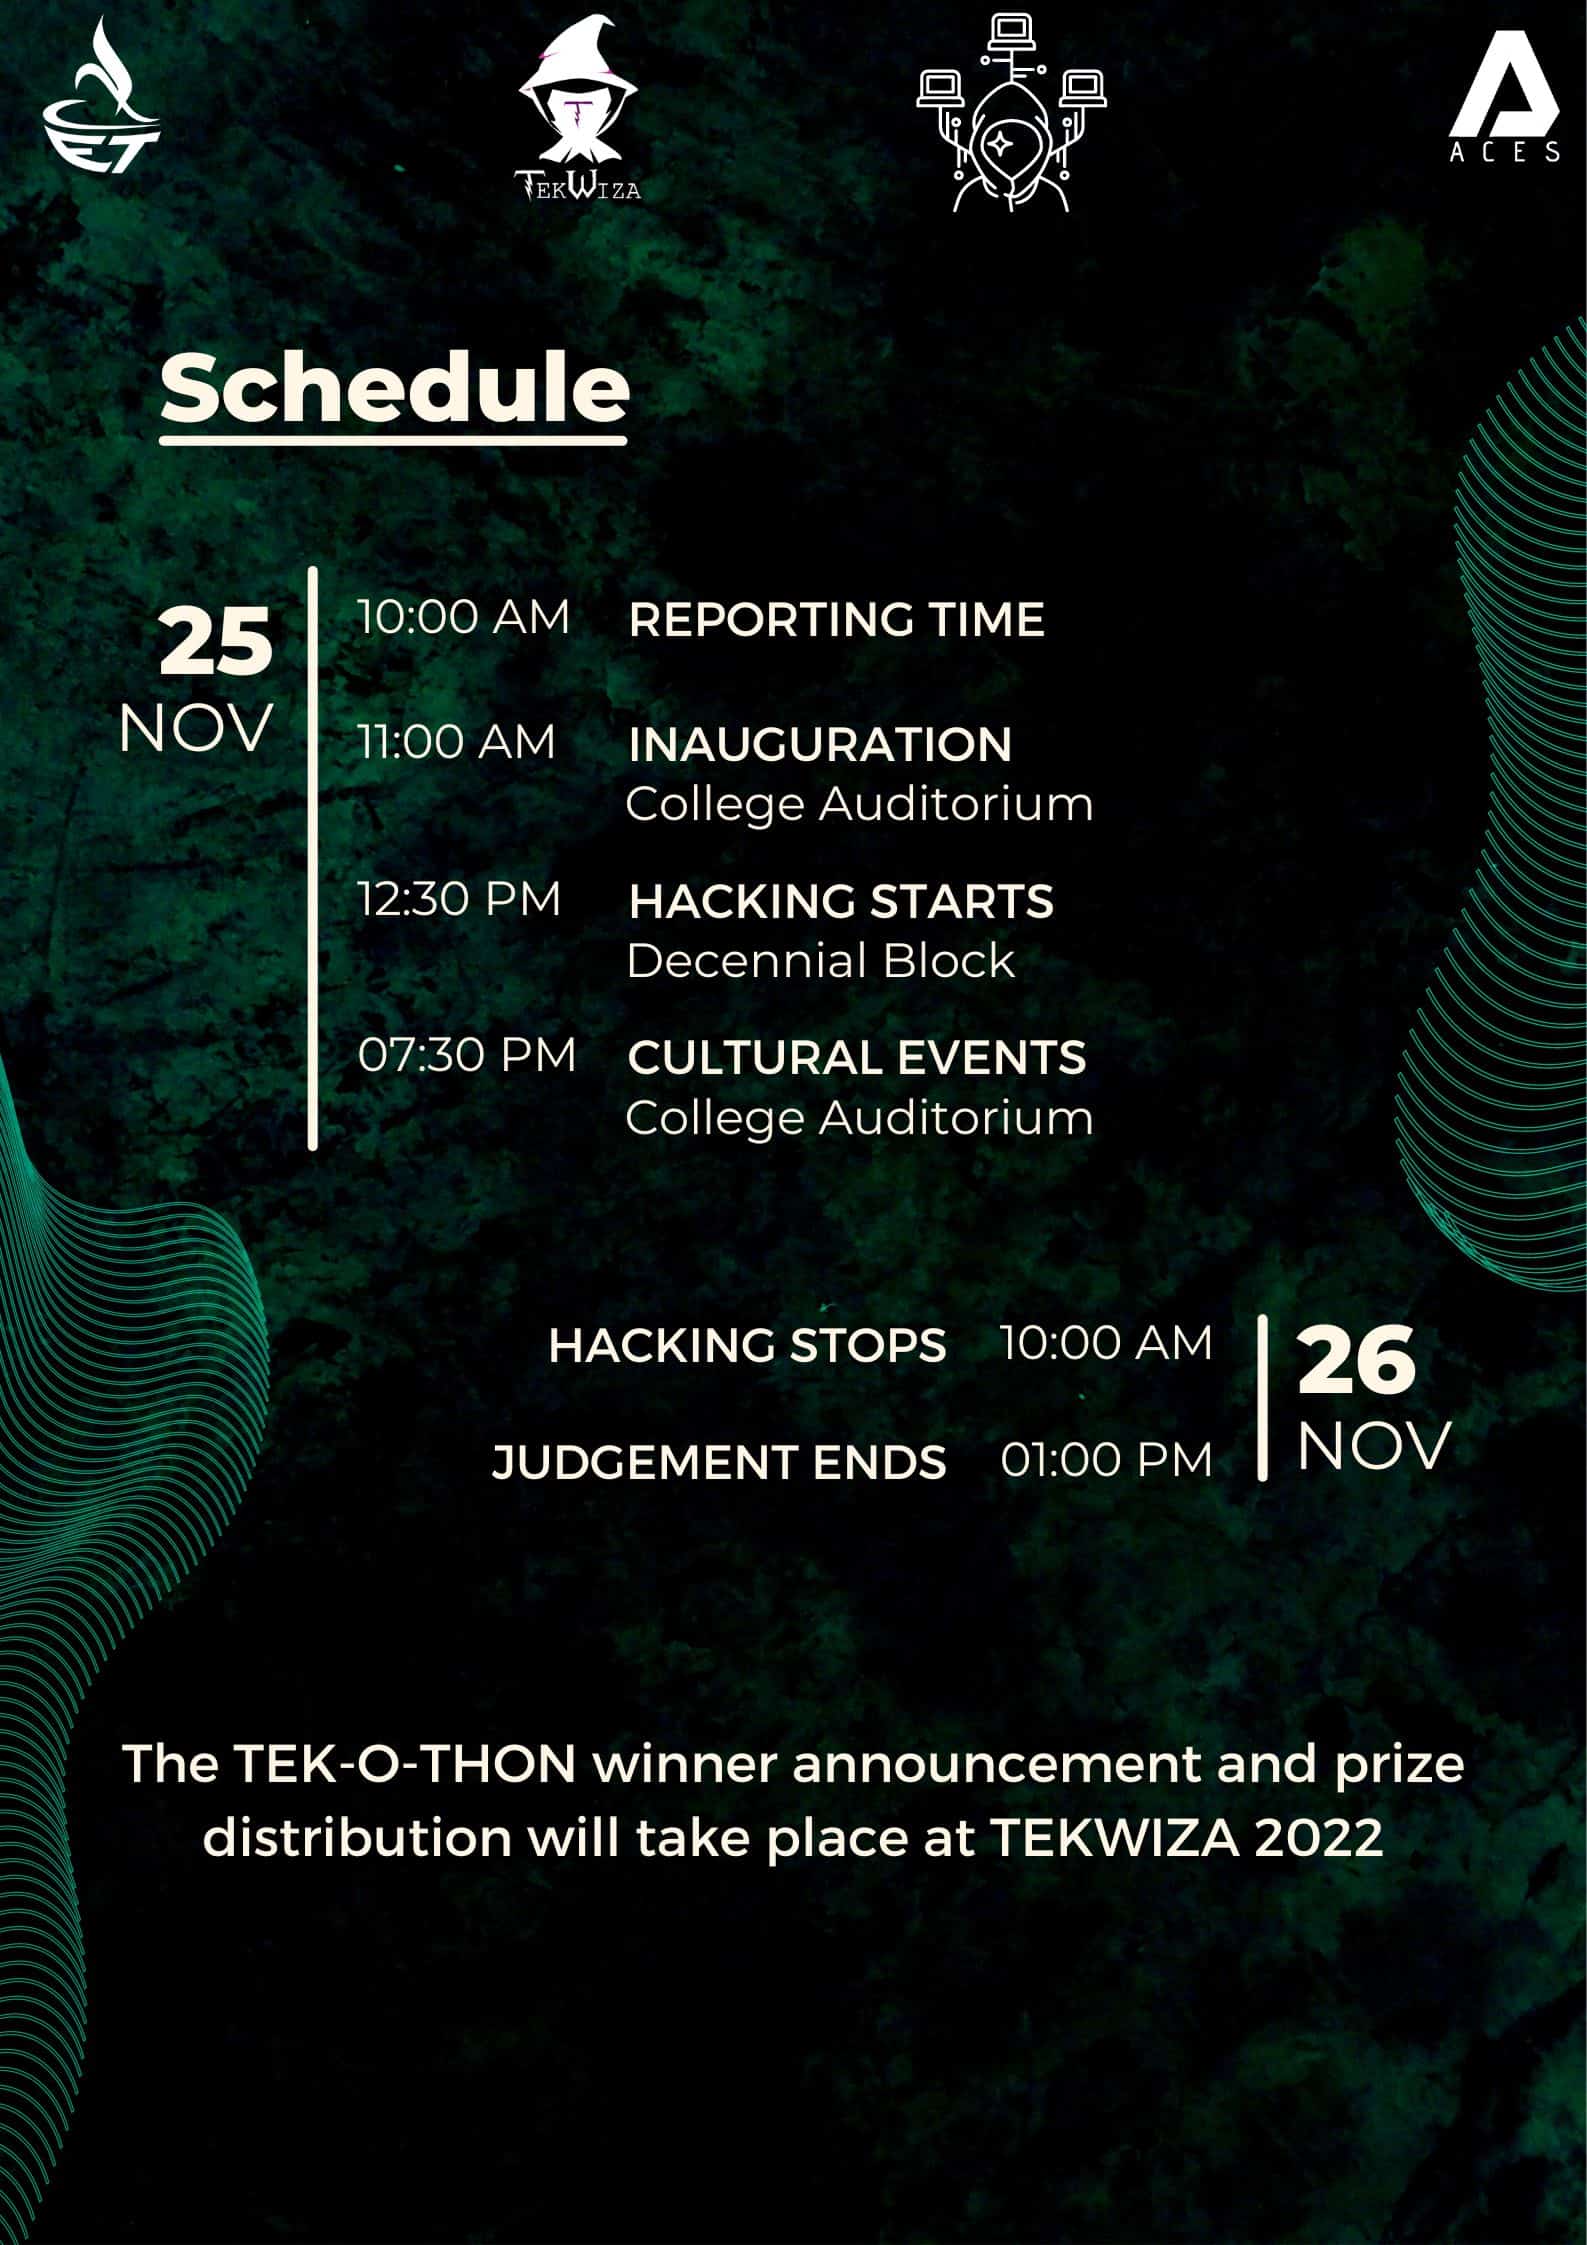 ET
T
TEKWIZA
ACES
Schedule
25
NOV
10:00 AM REPORTING TIME
11:00 AM INAUGURATION
College Auditorium
12:30 PM HACKING STARTS
Decennial Block
07:30 PM CULTURAL EVENTS
College Auditorium
HACKING STOPS 10:00 AM
JUDGEMENT ENDS 01:00 PM
26
NOV
The TEK-O-THON winner announcement and prize
distribution will take place at TEKWIZA 2022